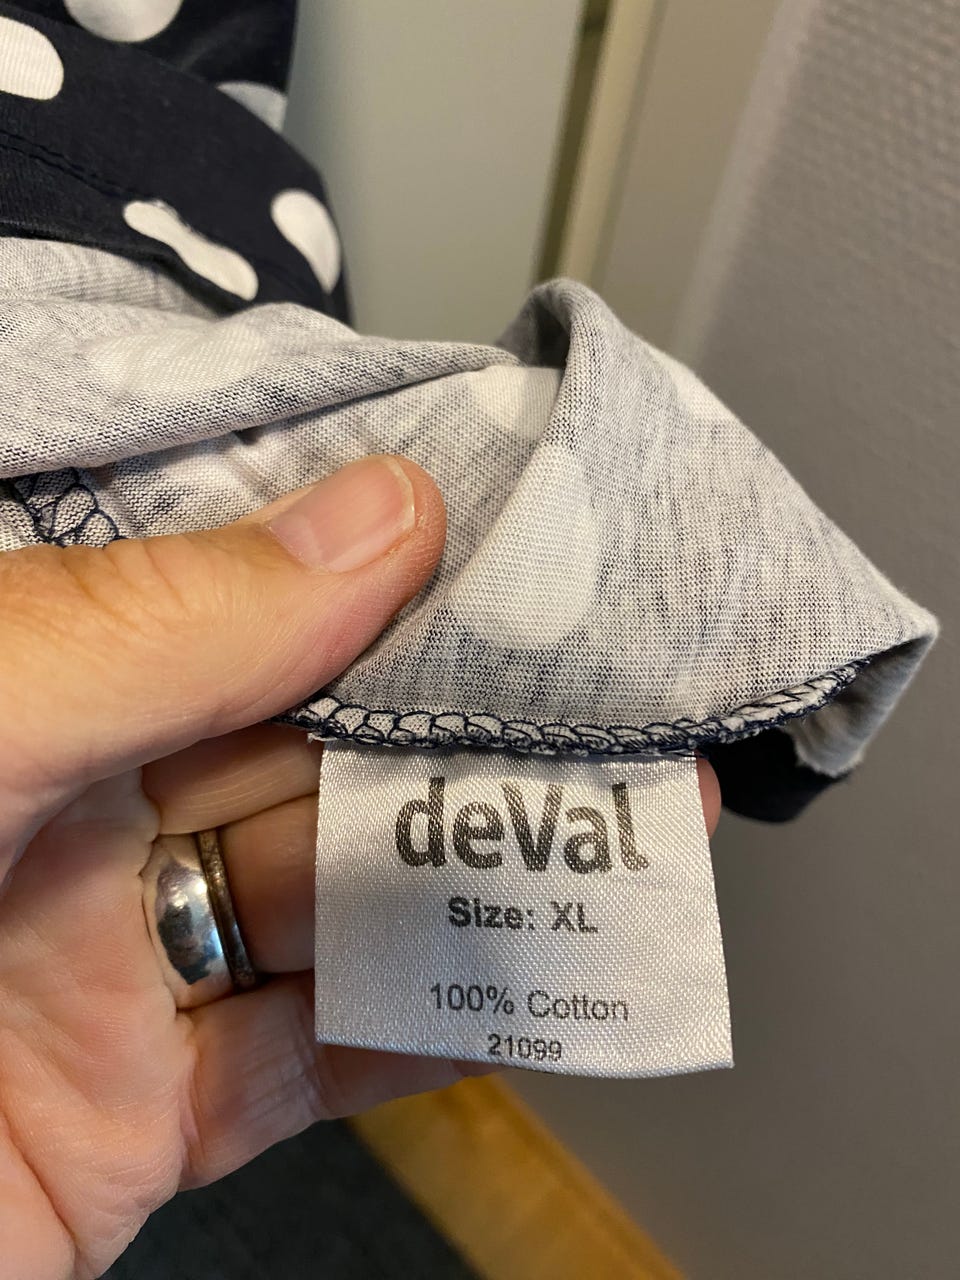 deVal
Size: XL
100% Cotton
21099